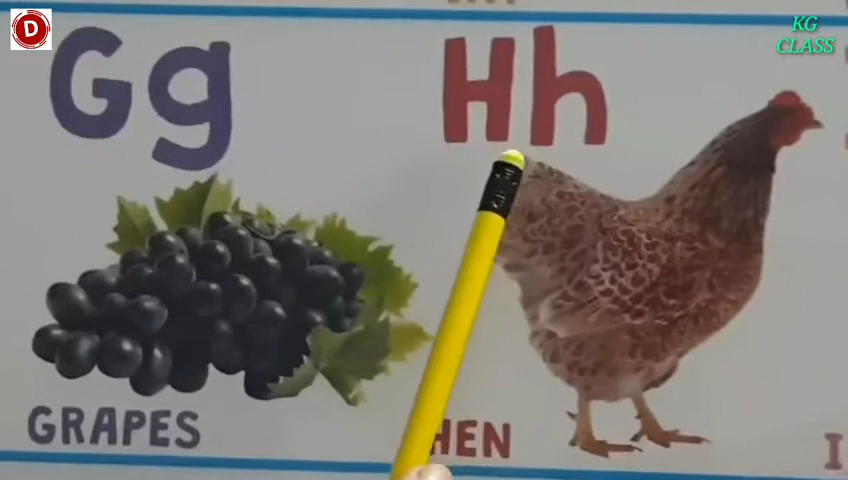 D
KG
CLASS
Gg
Hh
GRAPES
HEN
I